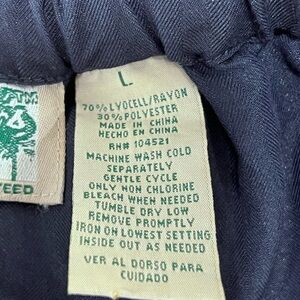 TM
TEED
L
70% LYOCELL/RAYON
30% POLYESTER
MADE IN CHINA
HECHO EN CHINA
RN# 104521
MACHINE WASH COLD
SEPARATELY
GENTLE CYCLE
ONLY NON CHLORINE
BLEACH WHEN NEEDED
TUMBLE DRY LOW
REMOVE PROMPTLY
IRON ON LOWEST SETTING
INSIDE OUT AS NEEDED
VER AL DORSO PARA
CUIDADO